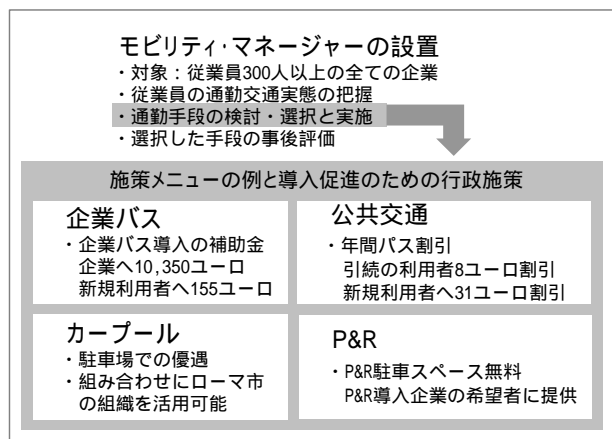 モビリティ・マネージャーの設置
・対象：従業員300人以上の全ての企業
・従業員の通勤交通実態の把握
・通勤手段の検討・選択と実施
・選択した手段の事後評価
施策メニューの例と導入促進のための行政施策
企業バス
・企業バス導入の補助金
企業へ10,350ユーロ
新規利用者へ155ユーロ
公共交通
・年間パス割引
引続の利用者8ユーロ割引
新規利用者へ31ユーロ割引
カープール
・駐車場での優遇
・組み合わせにローマ市
の組織を活用可能
P&R
・P&R駐車スペース無料
P&R導入企業の希望者に提供